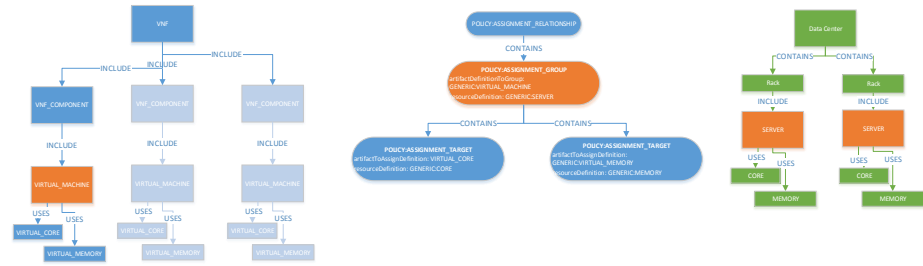 VNF
INCLUDE
INCLUDE
INCLUDE
VNF_COMPONENT
VNF_COMPONENT
VNF_COMPONENT
INCLUDE
INCLUDE
INCLUDE
VIRTUAL_MACHINE
VIRTUAL_MACHINE
VIRTUAL_MACHINE
USES
USES
USES
USES
USES
USES
VIRTUAL_CORE
VIRTUAL_CORE
VIRTUAL_CORE
VIRTUAL_MEMORY
VIRTUAL_MEMORY
VIRTUAL_MEMORY
POLICY:ASSIGNMENT_RELATIONSHIP
CONTAINS
POLICY:ASSIGNMENT_GROUP
artifactDefinitionToGroup:
GENERIC:VIRTUAL_MACHINE
resourceDefinition: GENERIC:SERVER
CONTAINS
CONTAINS
POLICY:ASSIGNMENT_TARGET
artifactToAssignDefinition: VIRTUAL_CORE
resourceDefinition: GENERIC:CORE
POLICY:ASSIGNMENT_TARGET
artifactToAssignDefinition:
GENERIC:VIRTUAL_MEMORY
resourceDefinition: GENERIC:MEMORY
Data Center
CONTAINS
CONTAINS
Rack
Rack
INCLUDE
INCLUDE
SERVER
SERVER
USES
USES
USES
USES
CORE
CORE
MEMORY
MEMORY